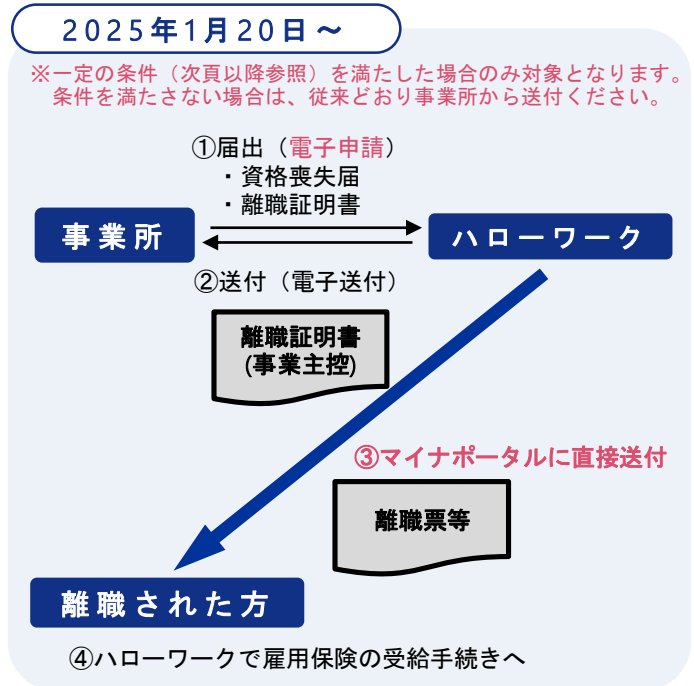 2025年1月20日～
※一定の条件（次頁以降参照）を満たした場合のみ対象となります。
条件を満たさない場合は、従来どおり事業所から送付ください。
①届出（電子申請）
・資格喪失届
・離職証明書
事業所
ハローワーク
②送付（電子送付）
離職証明書
(事業主控)
③マイナポータルに直接送付
離職票等
離職された方
④ハローワークで雇用保険の受給手続きへ